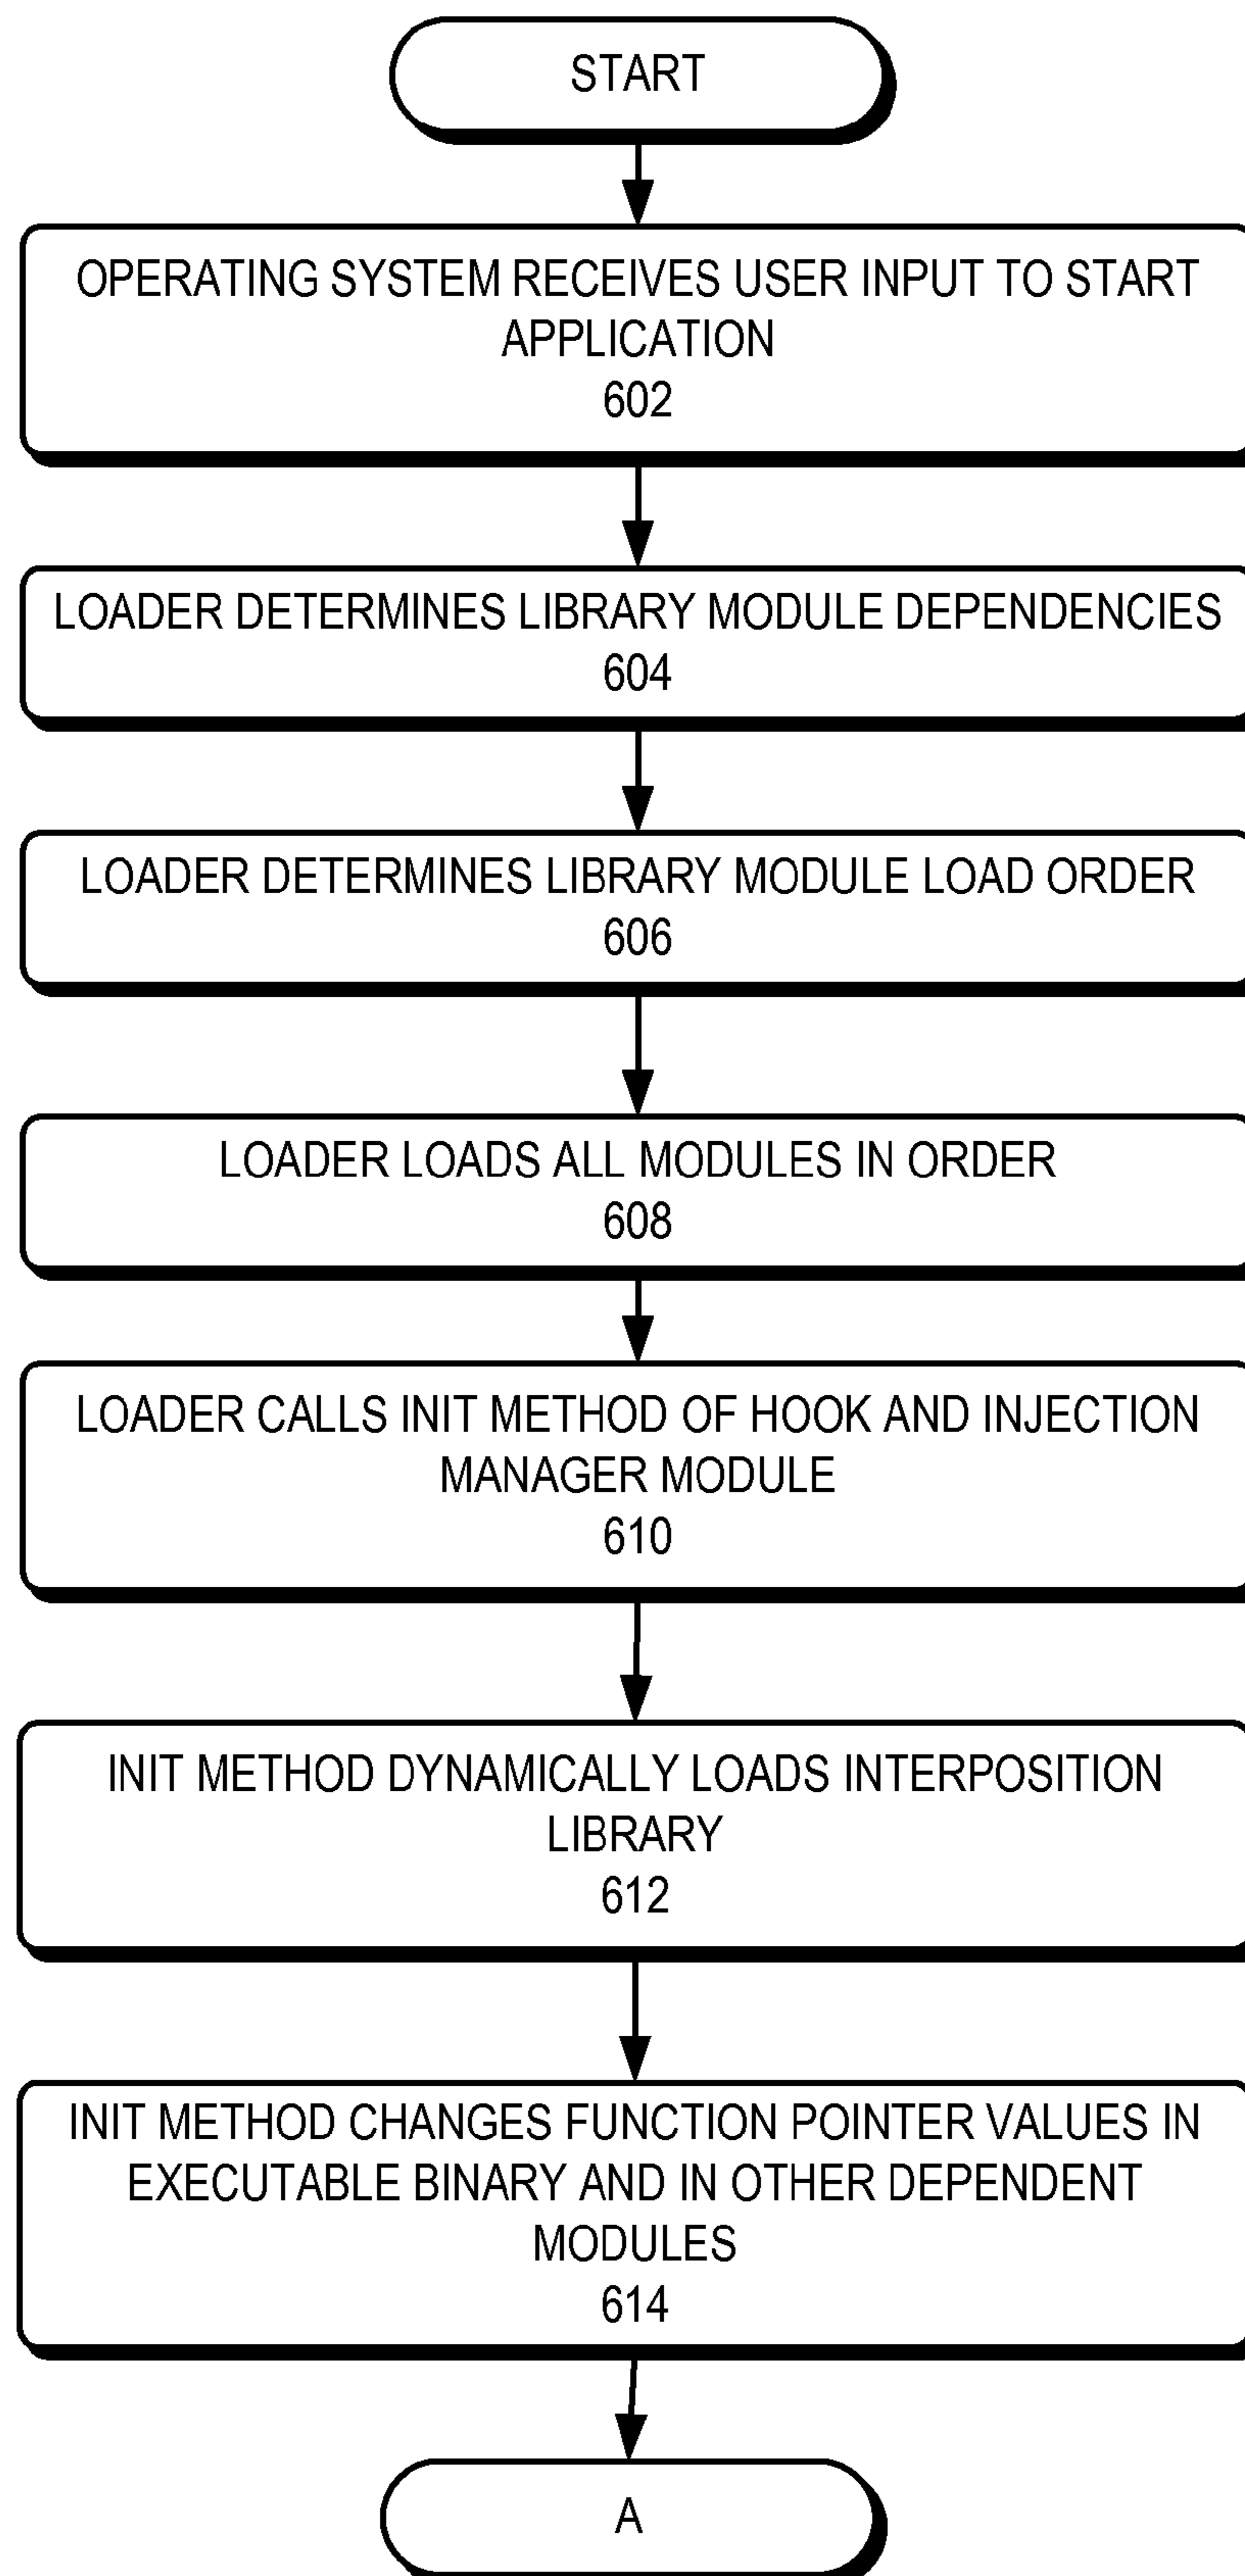 START
OPERATING SYSTEM RECEIVES USER INPUT TO START
APPLICATION
602
LOADER DETERMINES LIBRARY MODULE DEPENDENCIES
604
LOADER DETERMINES LIBRARY MODULE LOAD ORDER
606
LOADER LOADS ALL MODULES IN ORDER
608
LOADER CALLS INIT METHOD OF HOOK AND INJECTION
MANAGER MODULE
610
INIT METHOD DYNAMICALLY LOADS INTERPOSITION
LIBRARY
612
INIT METHOD CHANGES FUNCTION POINTER VALUES IN
EXECUTABLE BINARY AND IN OTHER DEPENDENT
MODULES
614
A